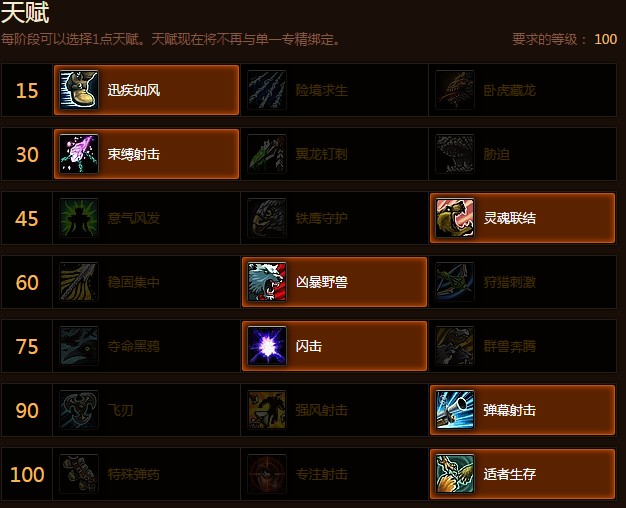 天赋
每阶段可以选择1点天赋。天赋现在将不再与单一专精绑定。 要求的等级： 100
15 迅疾如风 险境求生 卧虎藏龙
30 束缚射击 翼龙钉刺 胁迫
45 意气风发 铁鹰守护 灵魂联结
60 稳固集中 凶暴野兽 狩猎刺激
75 夺命黑鸦 闪击 群兽奔腾
90 飞刃 强风射击 弹幕射击
100 特殊弹药 专注射击 适者生存